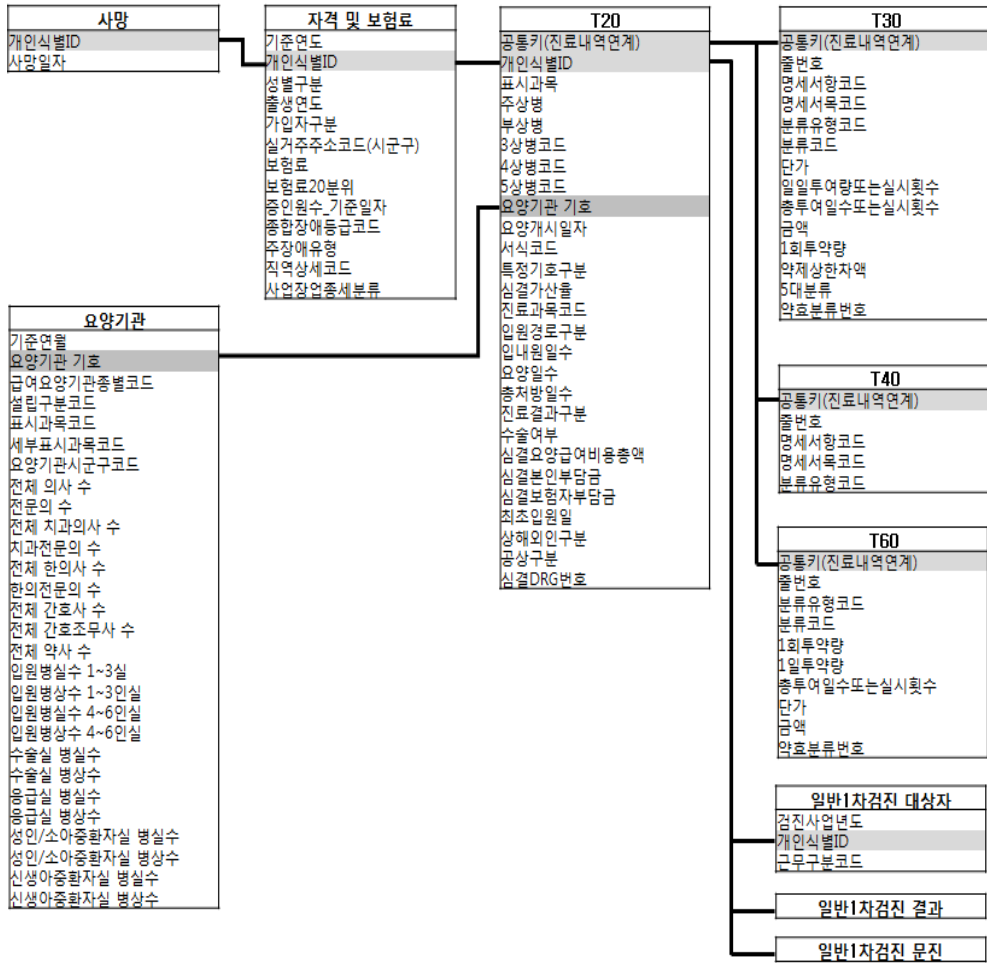 사망
개인식별ID
사망일자
자격 및 보험료
기준연도
개인식별ID
성별구분
출생연도
가입자구분
실거주주소코드(시군구)
보험료
보험료20분위
증인원수_기준일자
종합장애등급코드
주장애유형
직역상세코드
사업장업종세분류
요양기관
기준연월
요양기관 기호
급여요양기관종별코드
설립구분코드
표시과목코드
세부표시과목코드
요양기관시군구코드
전체 의사 수
전문의 수
전체 치과의사 수
치과전문의 수
전체 한의사 수
한의전문의 수
전체 간호사 수
전체 간호조무사 수
전체 약사 수
입원병실수 1~3실
입원병상수 1~3인실
입원병실수 4~6인실
입원병상수 4~6인실
수술실 병실수
수술실 병상수
응급실 병실수
응급실 병상수
성인/소아중환자실 병실수
성인/소아중환자실 병상수
신생아중환자실 병실수
신생아중환자실 병상수
T20
공통키(진료내역연계)
개인식별ID
표시과목
주상병
부상병
3상병코드
4상병코드
5상병코드
요양기관 기호
요양개시일자
서식코드
특정기호구분
심결가산율
진료과목코드
입원경로구분
입내원일수
요양일수
총처방일수
진료결과구분
수술여부
심결요양급여비용총액
심결본인부담금
심결보험자부담금
최초입원일
상해외인구분
공상구분
심결DRG번호
T30
공통키(진료내역연계)
줄번호
명세서항코드
명세서목코드
분류유형코드
분류코드
단가
일일투여량또는실시횟수
총투여일수또는실시횟수
금액
1회투약량
약제상한차액
5대분류
약효분류번호
T40
공통키(진료내역연계)
줄번호
명세서항코드
명세서목코드
분류유형코드
T60
공통키(진료내역연계)
줄번호
분류유형코드
분류코드
1회투약량
1일투약량
총투여일수또는실시횟수
단가
금액
약효분류번호
일반1차검진 대상자
검진사업년도
개인식별ID
근무구분코드
일반1차검진 결과
일반1차검진 문진